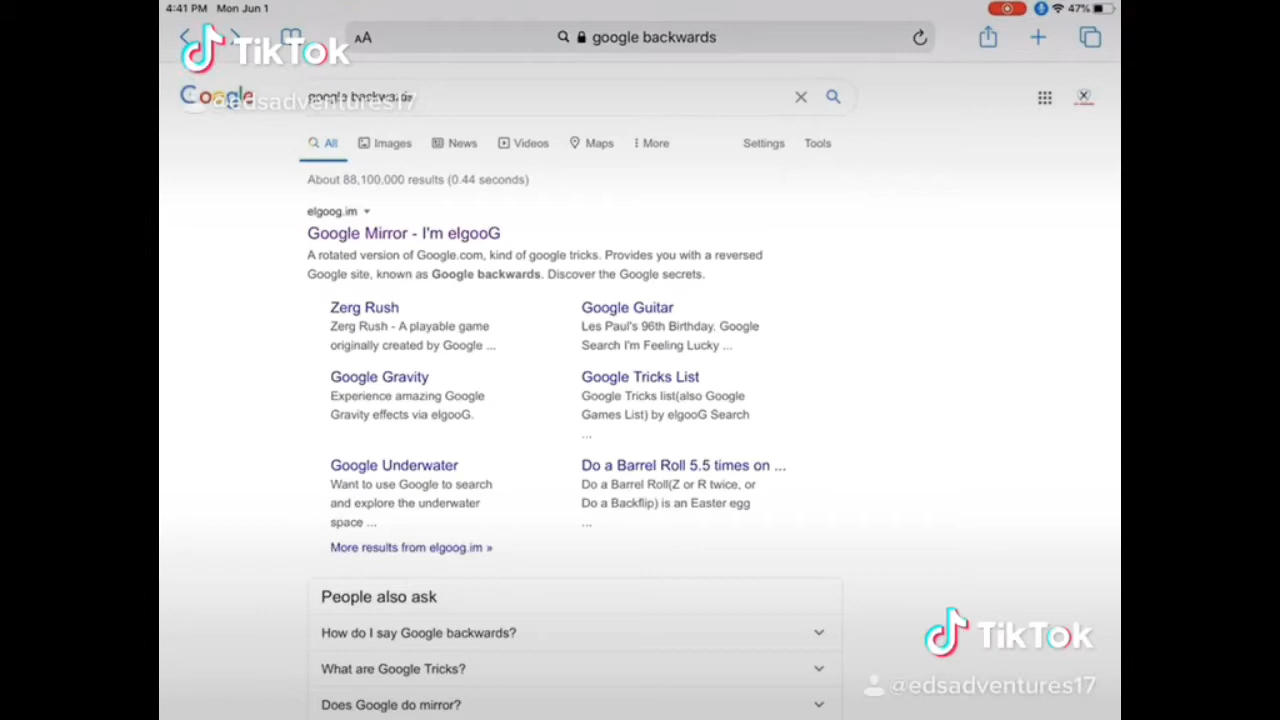 4:41 PM Mon Jun 1
47%
AA
google backwards
TikTok
Google
google backwards
@edsadventures17
All
Images
News
Videos
Maps
More
Settings
Tools
About 88,100,000 results (0.44 seconds)
elgoog.im
Google Mirror - I'm elgooG
A rotated version of Google.com, kind of google tricks. Provides you with a reversed
Google site, known as Google backwards. Discover the Google secrets.
Zerg Rush
Zerg Rush - A playable game
originally created by Google ...
Google Guitar
Les Paul's 96th Birthday. Google
Search I'm Feeling Lucky ...
Google Gravity
Experience amazing Google
Gravity effects via elgooG.
Google Tricks List
Google Tricks list(also Google
Games List) by elgooG Search
...
Google Underwater
Want to use Google to search
and explore the underwater
space ...
Do a Barrel Roll 5.5 times on ...
Do a Barrel Roll(Z or R twice, or
Do a Backflip) is an Easter egg
...
More results from elgoog.im »
People also ask
How do I say Google backwards?
What are Google Tricks?
Does Google do mirror?
TikTok
@edsadventures17